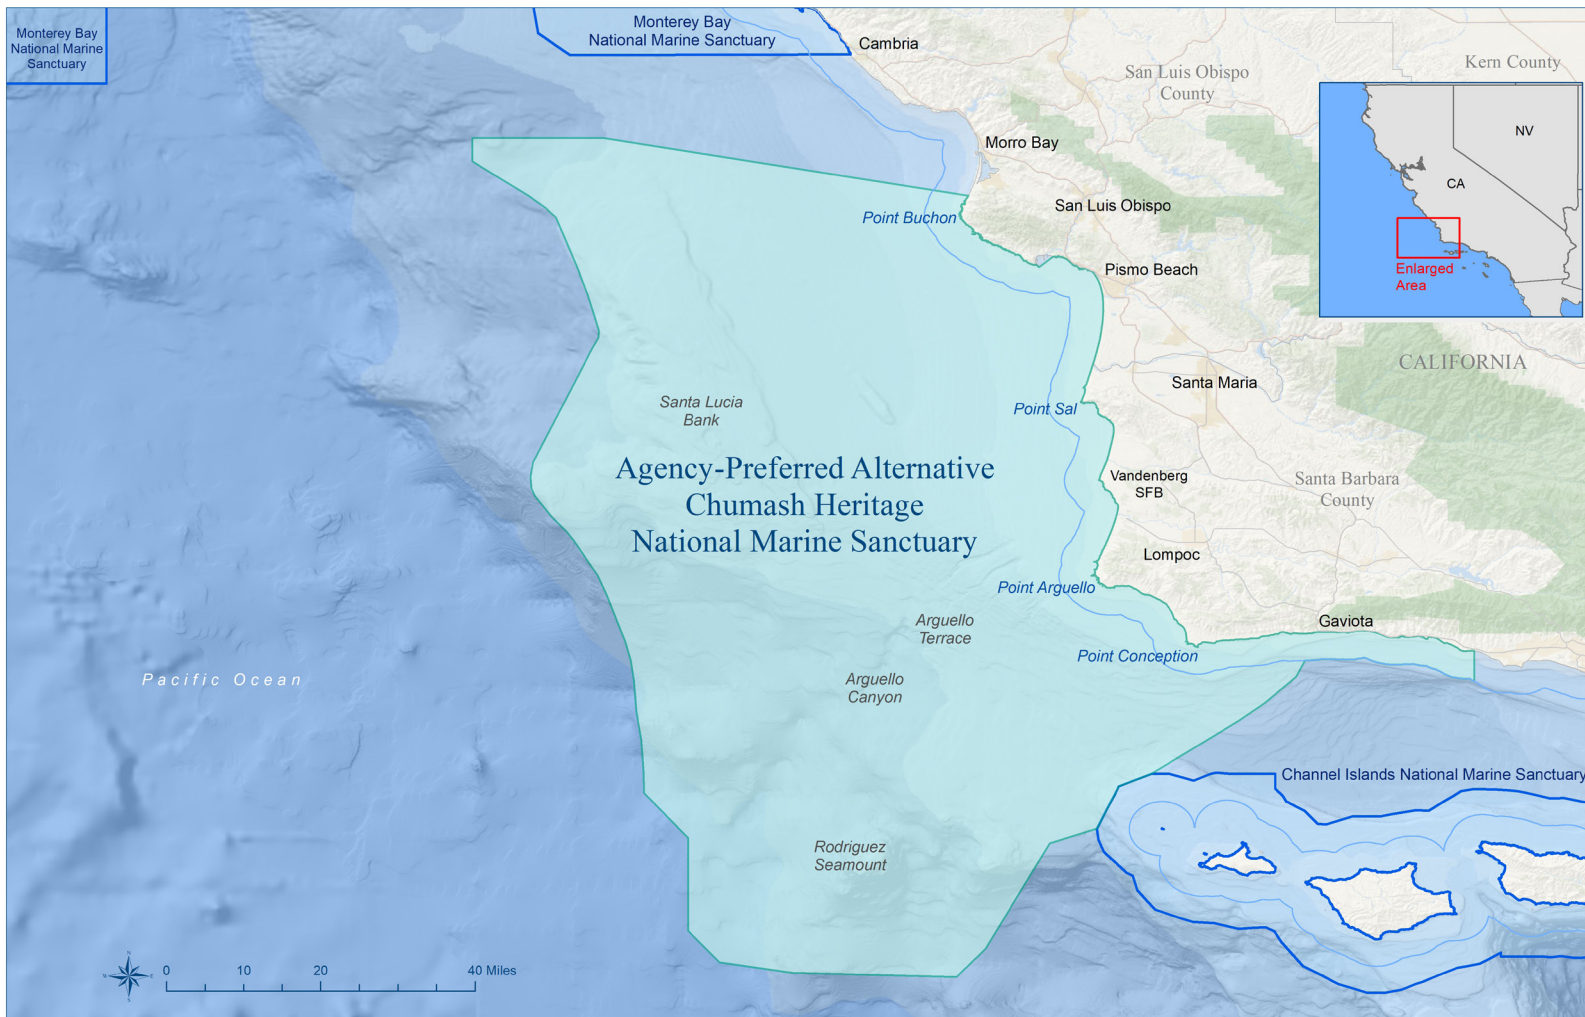 Monterey Bay
National Marine
Sanctuary
Monterey Bay
National Marine Sanctuary
Cambria
San Luis Obispo
County
Kern County
NV
CA
Enlarged
Area
Morro Bay
San Luis Obispo
Point Buchon
Pismo Beach
CALIFORNIA
Santa Maria
Santa Lucia
Bank
Point Sal
Agency-Preferred Alternative
Chumash Heritage
National Marine Sanctuary
Vandenberg
SFB
Santa Barbara
County
Lompoc
Point Arguello
Arguello
Terrace
Gaviota
Point Conception
Pacific Ocean
Arguello
Canyon
Channel Islands National Marine Sanctuary
Rodriguez
Seamount
N
W
E
S
0 10 20 40 Miles